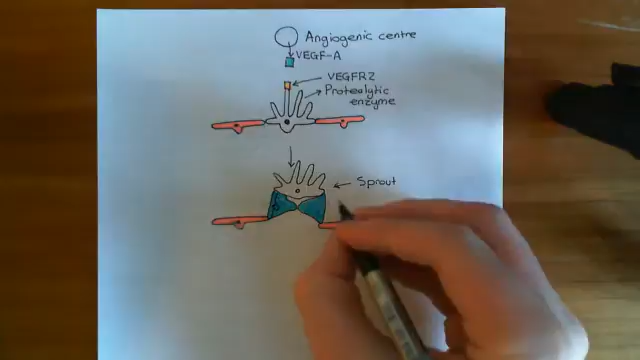 Angiogenic centre
VEGF-A
VEGFR2
Proteolytic
enzyme
Sprout